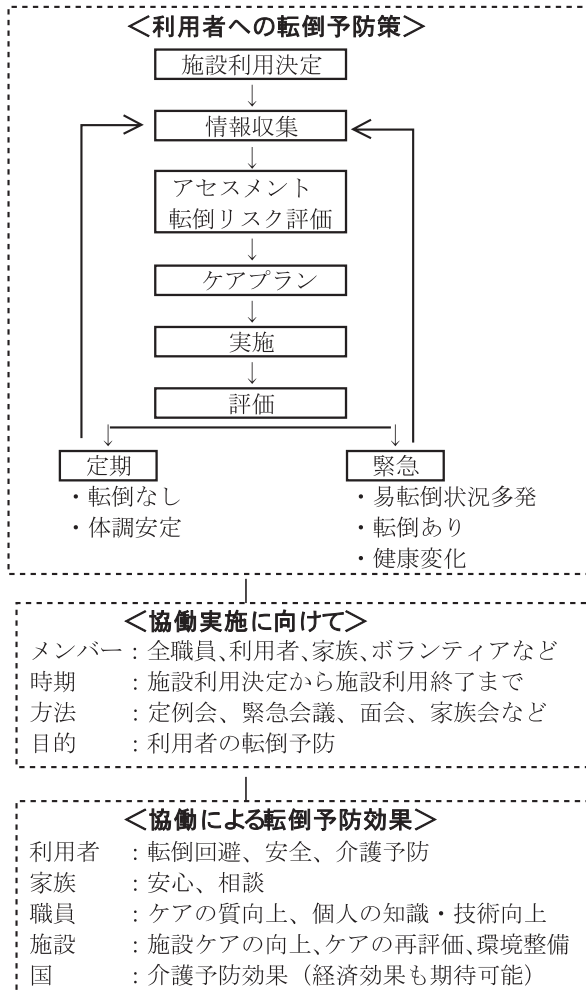 ＜利用者への転倒予防策＞
施設利用決定
↓
情報収集
↓
アセスメント
転倒リスク評価
↓
ケアプラン
↓
実施
↓
評価
↓ ↓
定期 緊急
・転倒なし ・易転倒状況多発
・体調安定 ・転倒あり
・健康変化
＜協働実施に向けて＞
メンバー：全職員、利用者、家族、ボランティアなど
時期 ：施設利用決定から施設利用終了まで
方法 ：定例会、緊急会議、面会、家族会など
目的 ：利用者の転倒予防
＜協働による転倒予防効果＞
利用者 ：転倒回避、安全、介護予防
家族 ：安心、相談
職員 ：ケアの質向上、個人の知識・技術向上
施設 ：施設ケアの向上、ケアの再評価、環境整備
国 ：介護予防効果（経済効果も期待可能）